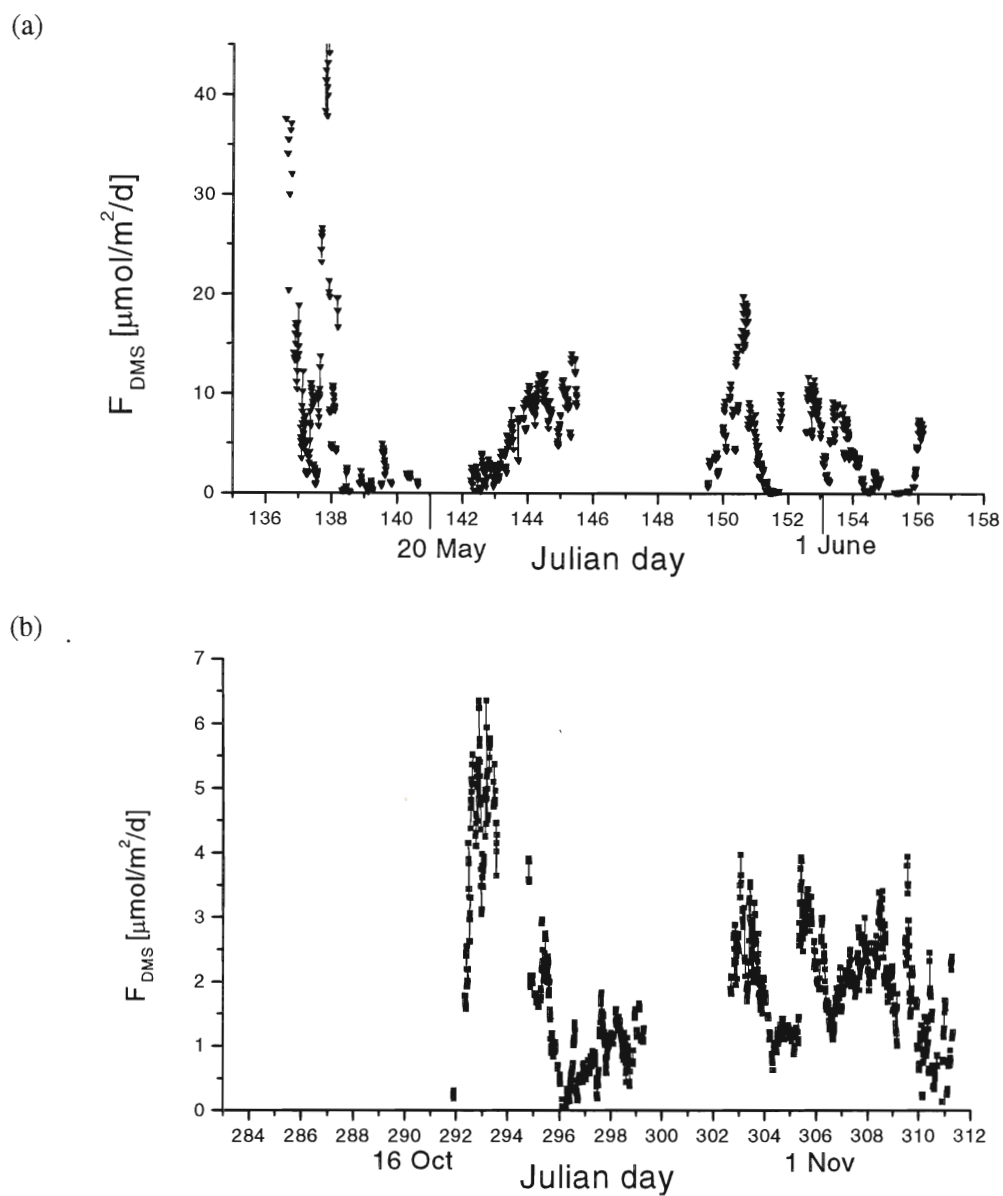 (a)
40
30
20
10
0
F_DMS [μmol/m²/d]
136 138 140 142 144 146 148 150 152 154 156 158
20 May
1 June
Julian day
(b)
7
6
5
4
3
2
1
0
F_DMS [μmol/m²/d]
284 286 288 290 292 294 296 298 300 302 304 306 308 310 312
16 Oct
1 Nov
Julian day